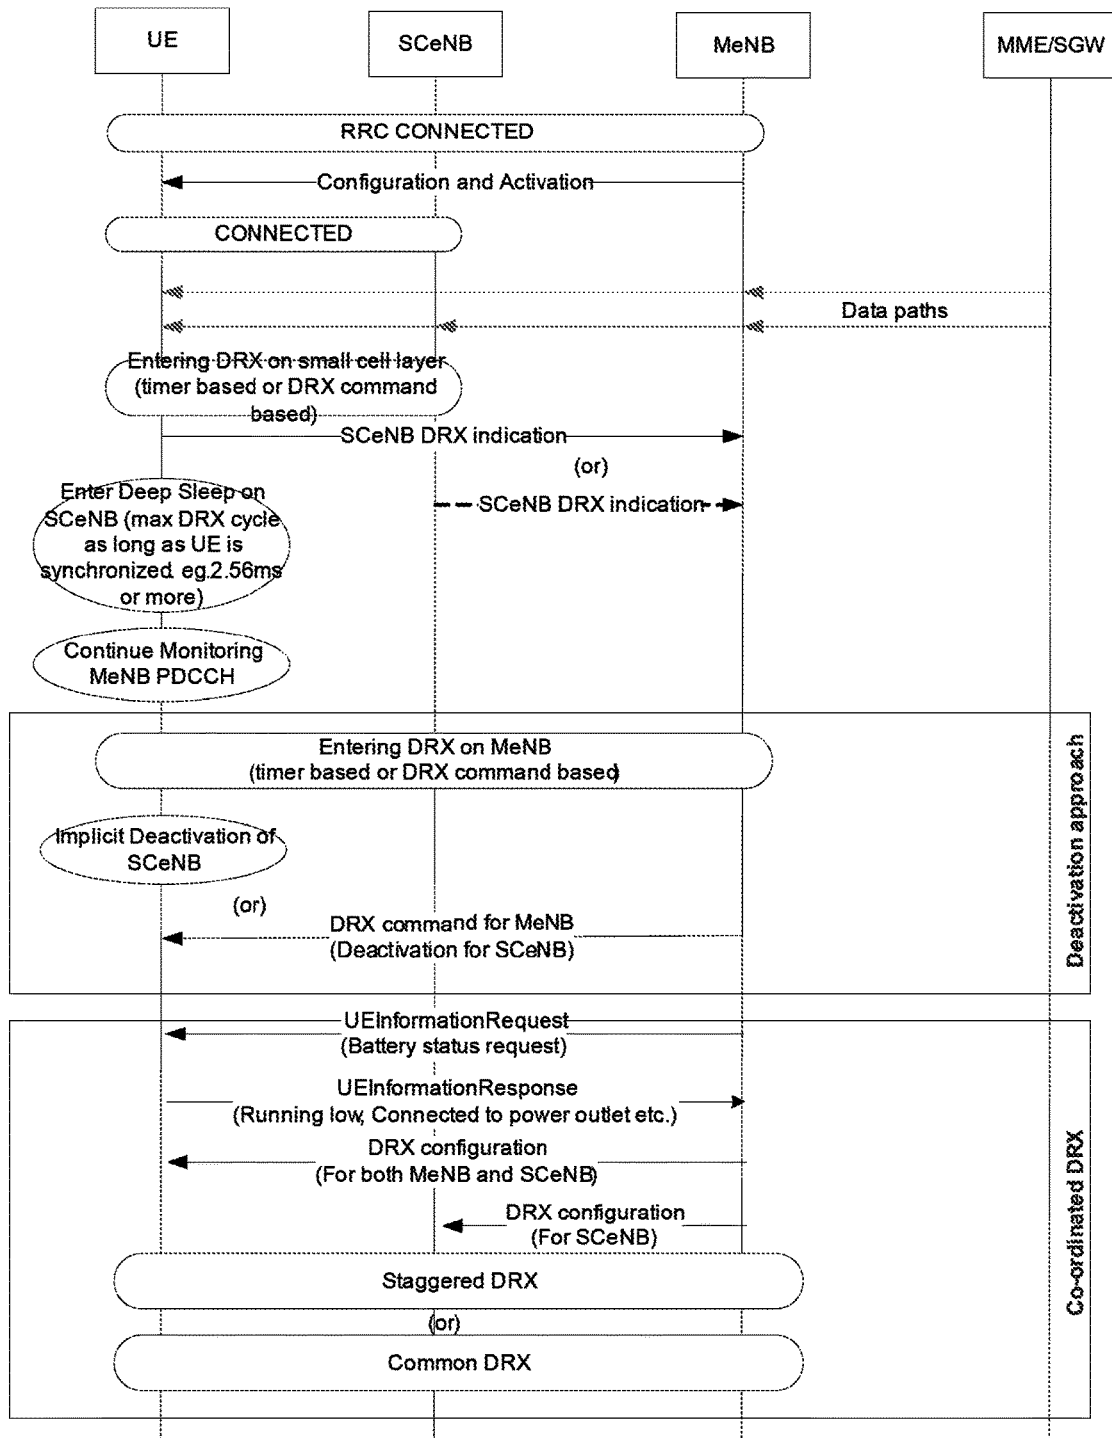 UE
SCeNB
MeNB
MME/SGW
RRC CONNECTED
Configuration and Activation
CONNECTED
Data paths
Entering DRX on small cell layer
(timer based or DRX command
based)
SCeNB DRX indication
(or)
SCeNB DRX indication
Enter Deep Sleep on
SCeNB (max DRX cycle
as long as UE is
synchronized. eg.2.56ms
or more)
Continue Monitoring
MeNB PDCCH
Entering DRX on MeNB
(timer based or DRX command based)
Implicit Deactivation of
SCeNB
(or)
DRX command for MeNB
(Deactivation for SCeNB)
Deactivation approach
UEInformationRequest
(Battery status request)
UEInformationResponse
(Running low, Connected to power outlet etc.)
DRX configuration
(For both MeNB and SCeNB)
DRX configuration
(For SCeNB)
Staggered DRX
(or)
Common DRX
Co-ordinated DRX